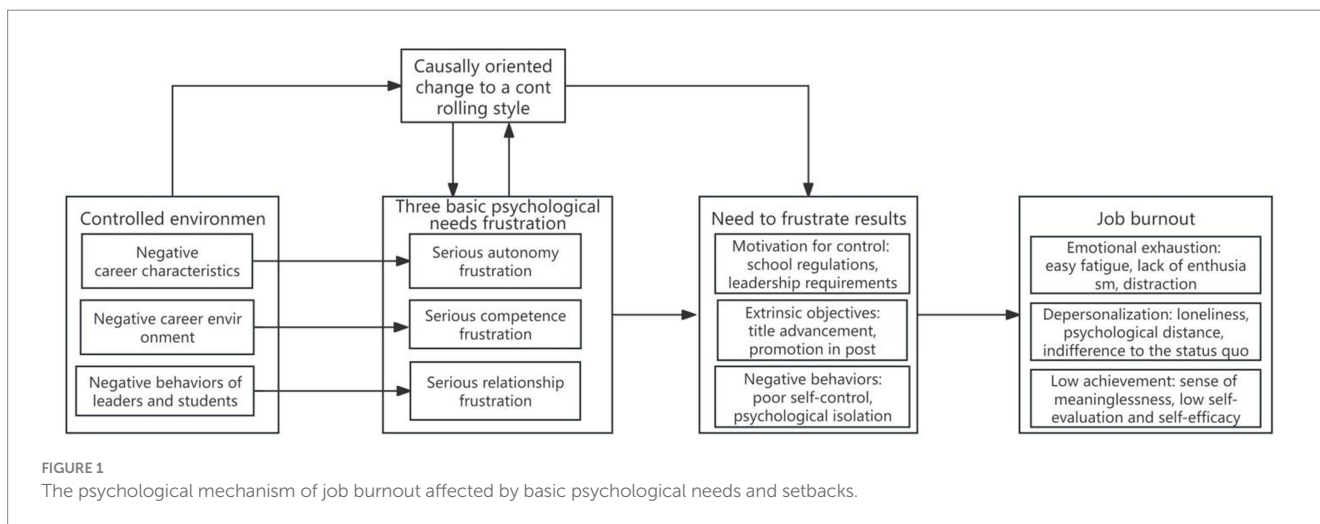 Causally oriented
change to a cont
rolling style
Controlled environmen
Negative
career characteristics
Negative career envir
onment
Negative behaviors of
leaders and students
Three basic psychological
needs frustration
Serious autonomy
frustration
Serious competence
frustration
Serious relationship
frustration
Need to frustrate results
Motivation for control:
school regulations,
leadership requirements
Extrinsic objectives:
title advancement,
promotion in post
Negative behaviors:
poor self-control,
psychological isolation
Job burnout
Emotional exhaustion:
easy fatigue, lack of enthusia
sm, distraction
Depersonalization: loneliness,
psychological distance,
indifference to the status quo
Low achievement: sense of
meaninglessness, low self-
evaluation and self-efficacy
FIGURE 1
The psychological mechanism of job burnout affected by basic psychological needs and setbacks.